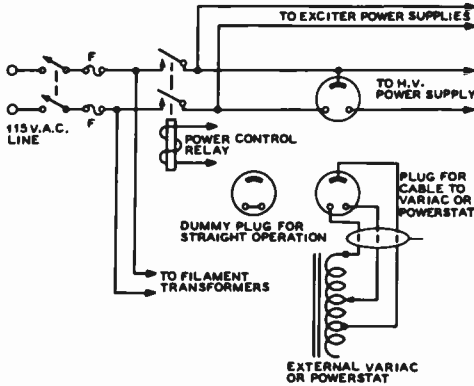 TO EXCITER POWER SUPPLIES
F
F
TO H.V.
POWER SUPPLY
115 V. A.C.
LINE
POWER CONTROL
RELAY
PLUG FOR
CABLE TO
VARIAC OR
POWERSTAT
DUMMY PLUG FOR
STRAIGHT OPERATION
TO FILAMENT
TRANSFORMERS
EXTERNAL VARIAC
OR POWERSTAT